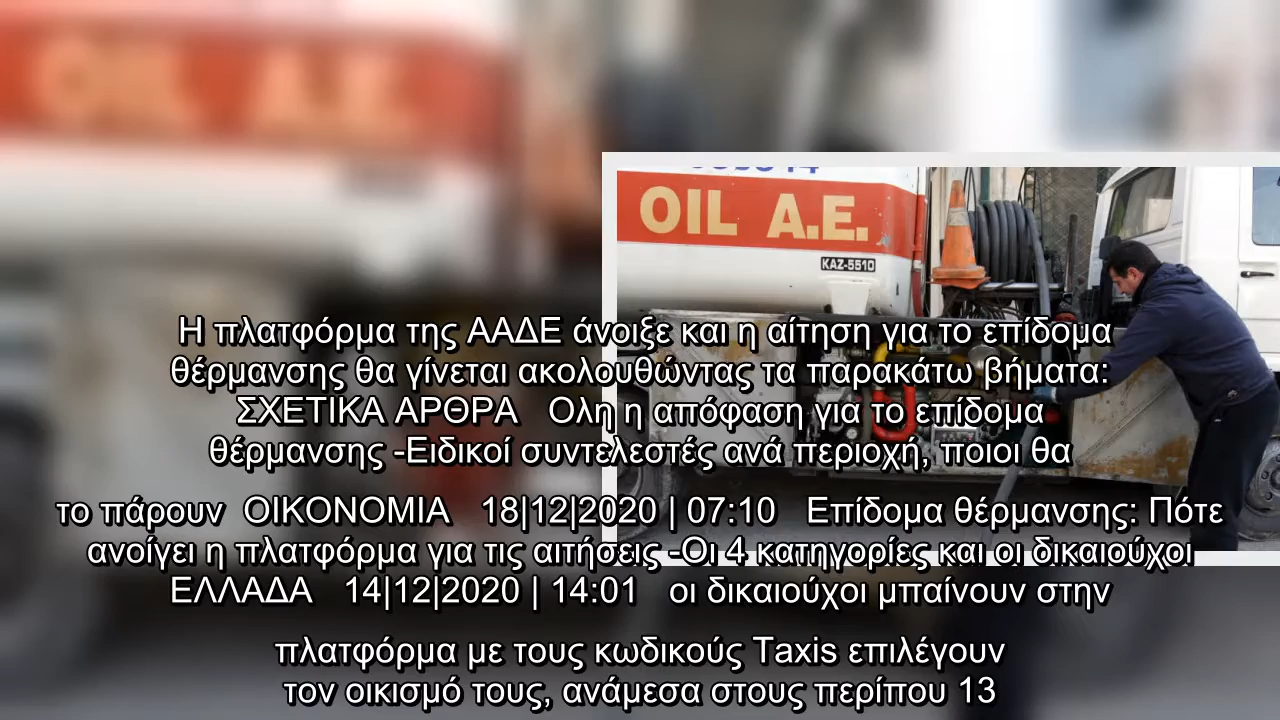 OIL A.E.
KAZ-5510
Η πλατφόρμα της ΑΑΔΕ άνοιξε και η αίτηση για το επίδομα
θέρμανσης θα γίνεται ακολουθώντας τα παρακάτω βήματα:
ΣΧΕΤΙΚΑ ΑΡΘΡΑ Ολη η απόφαση για το επίδομα
θέρμανσης -Ειδικοί συντελεστές ανά περιοχή, ποιοι θα
το πάρουν ΟΙΚΟΝΟΜΙΑ 18|12|2020 | 07:10 Επίδομα θέρμανσης: Πότε
ανοίγει η πλατφόρμα για τις αιτήσεις -Οι 4 κατηγορίες και οι δικαιούχοι
ΕΛΛΑΔΑ 14|12|2020 | 14:01 οι δικαιούχοι μπαίνουν στην
πλατφόρμα με τους κωδικούς Taxis επιλέγουν
τον οικισμό τους, ανάμεσα στους περίπου 13